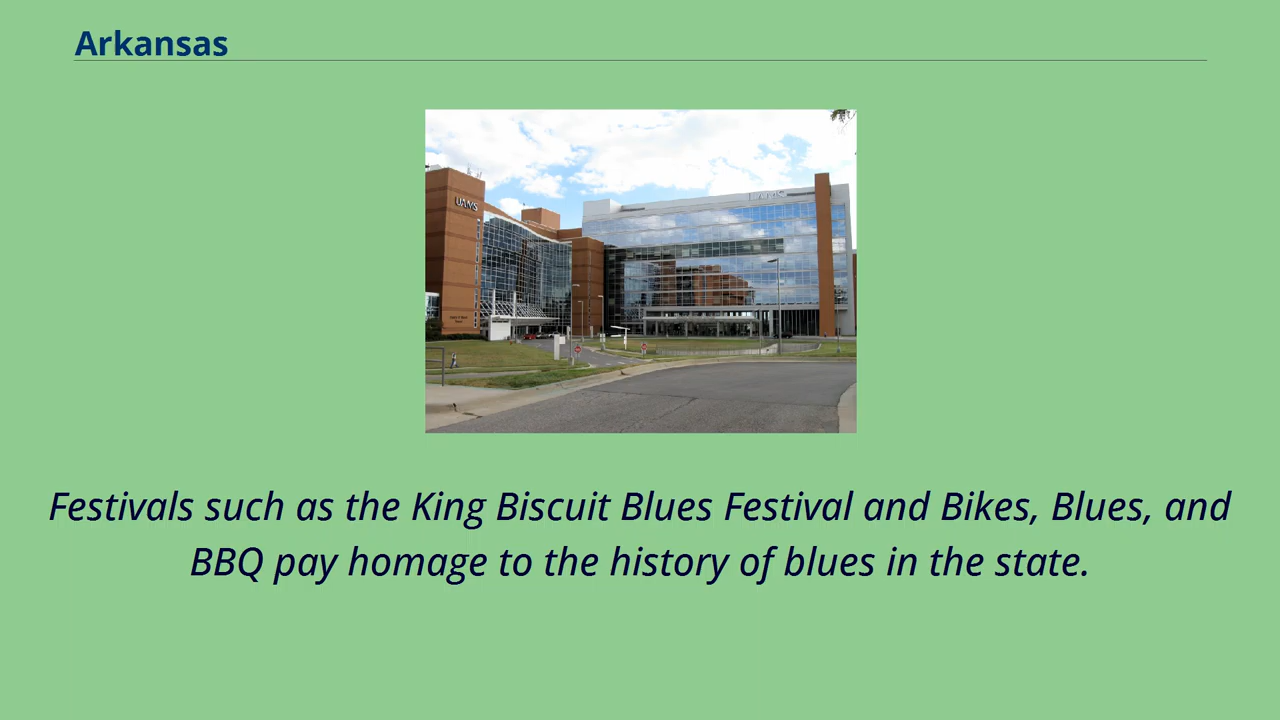 Arkansas
UAMS
UAMS
Festivals such as the King Biscuit Blues Festival and Bikes, Blues, and
BBQ pay homage to the history of blues in the state.